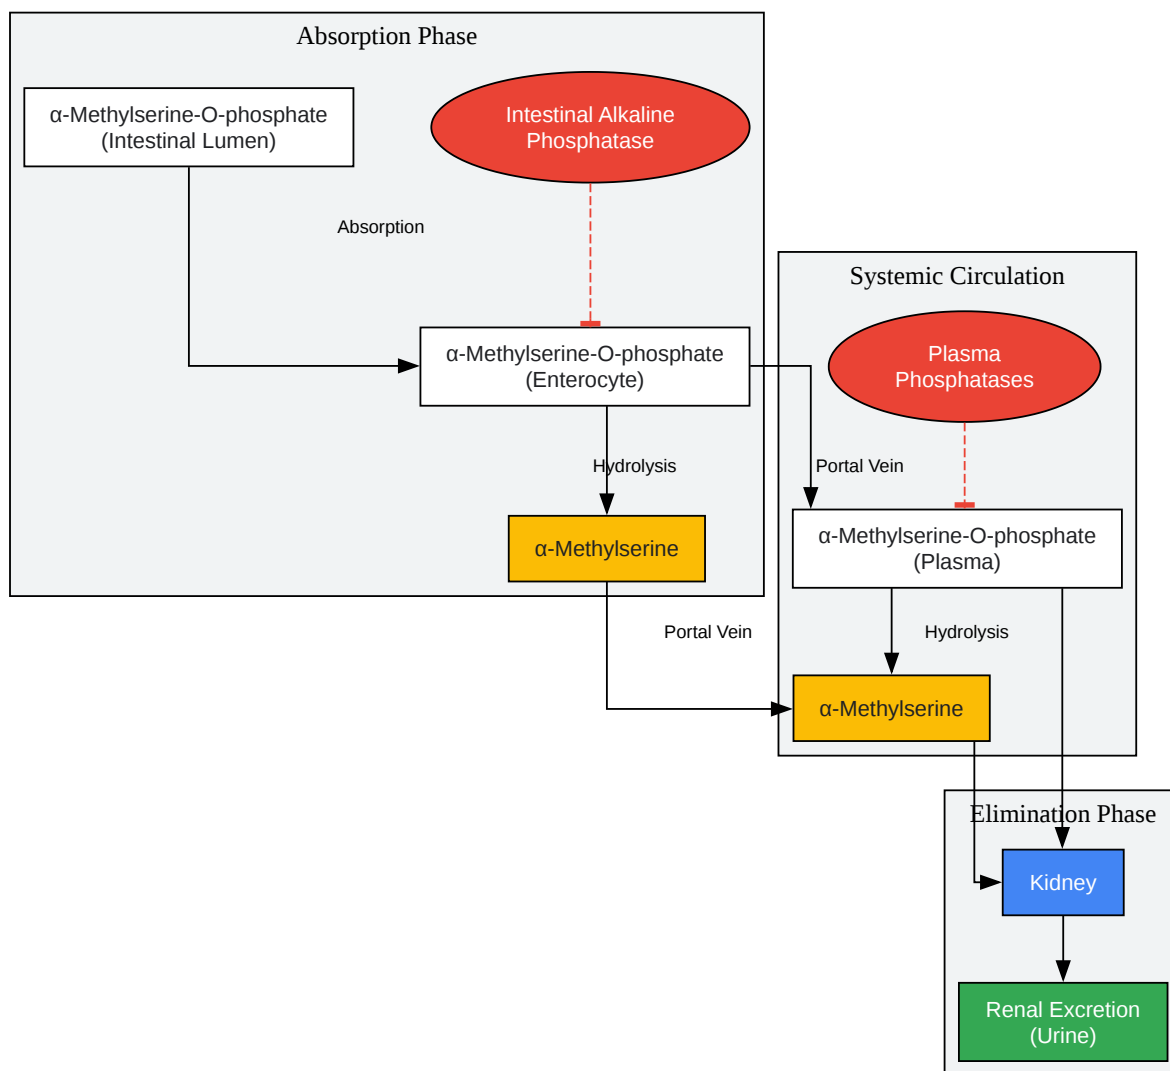 Absorption Phase
α-Methylserine-O-phosphate
(Intestinal Lumen)
Intestinal Alkaline
Phosphatase
Absorption
α-Methylserine-O-phosphate
(Enterocyte)
Hydrolysis
α-Methylserine
Portal Vein
Systemic Circulation
Plasma
Phosphatases
Portal Vein
α-Methylserine-O-phosphate
(Plasma)
Hydrolysis
α-Methylserine
Elimination Phase
Kidney
Renal Excretion
(Urine)